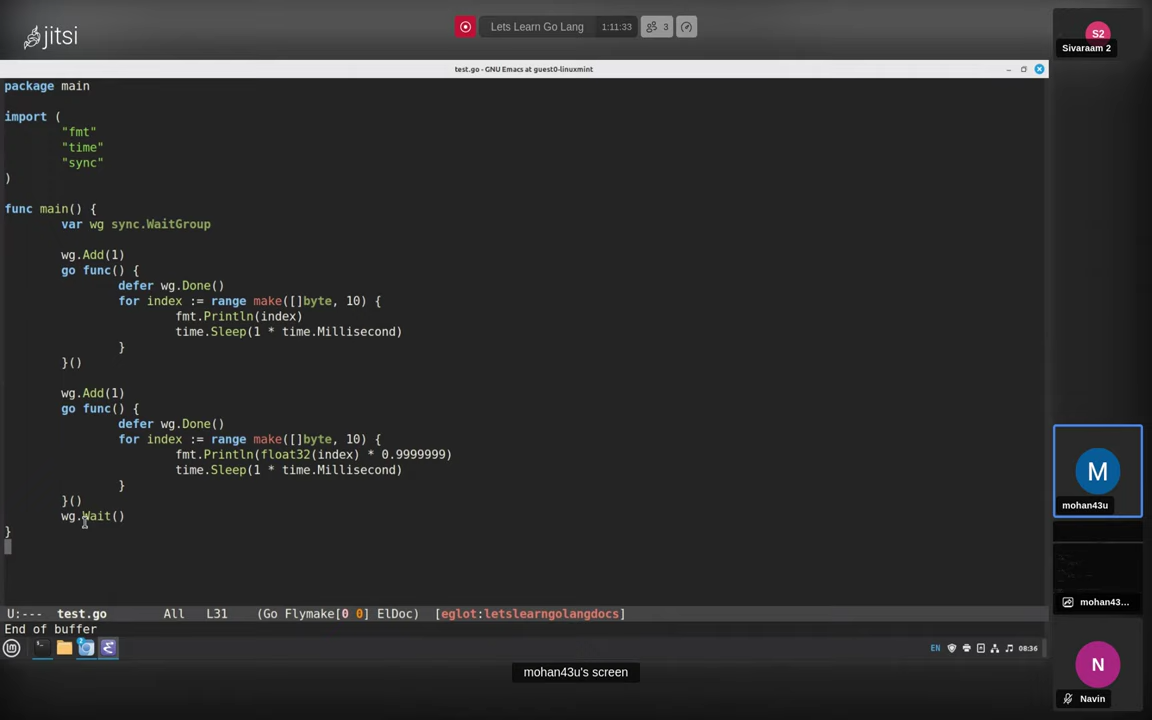 jitsi
Lets Learn Go Lang 1:11:33 3
S2
Sivaraam 2
test.go - GNU Emacs at guest0-linuxmint
package main
import (
"fmt"
"time"
"sync"
)
func main() {
var wg sync.WaitGroup
wg.Add(1)
go func() {
defer wg.Done()
for index := range make([]byte, 10) {
fmt.Println(index)
time.Sleep(1 * time.Millisecond)
}
}()
wg.Add(1)
go func() {
defer wg.Done()
for index := range make([]byte, 10) {
fmt.Println(float32(index) * 0.9999999)
time.Sleep(1 * time.Millisecond)
}
}()
wg.Wait()
}
U:--- test.go All L31 (Go Flymake[0 0] ElDoc) [eglot:letslearngolangdocs]
End of buffer
EN 08:36
mohan43u's screen
M
mohan43u
mohan43...
N
Navin